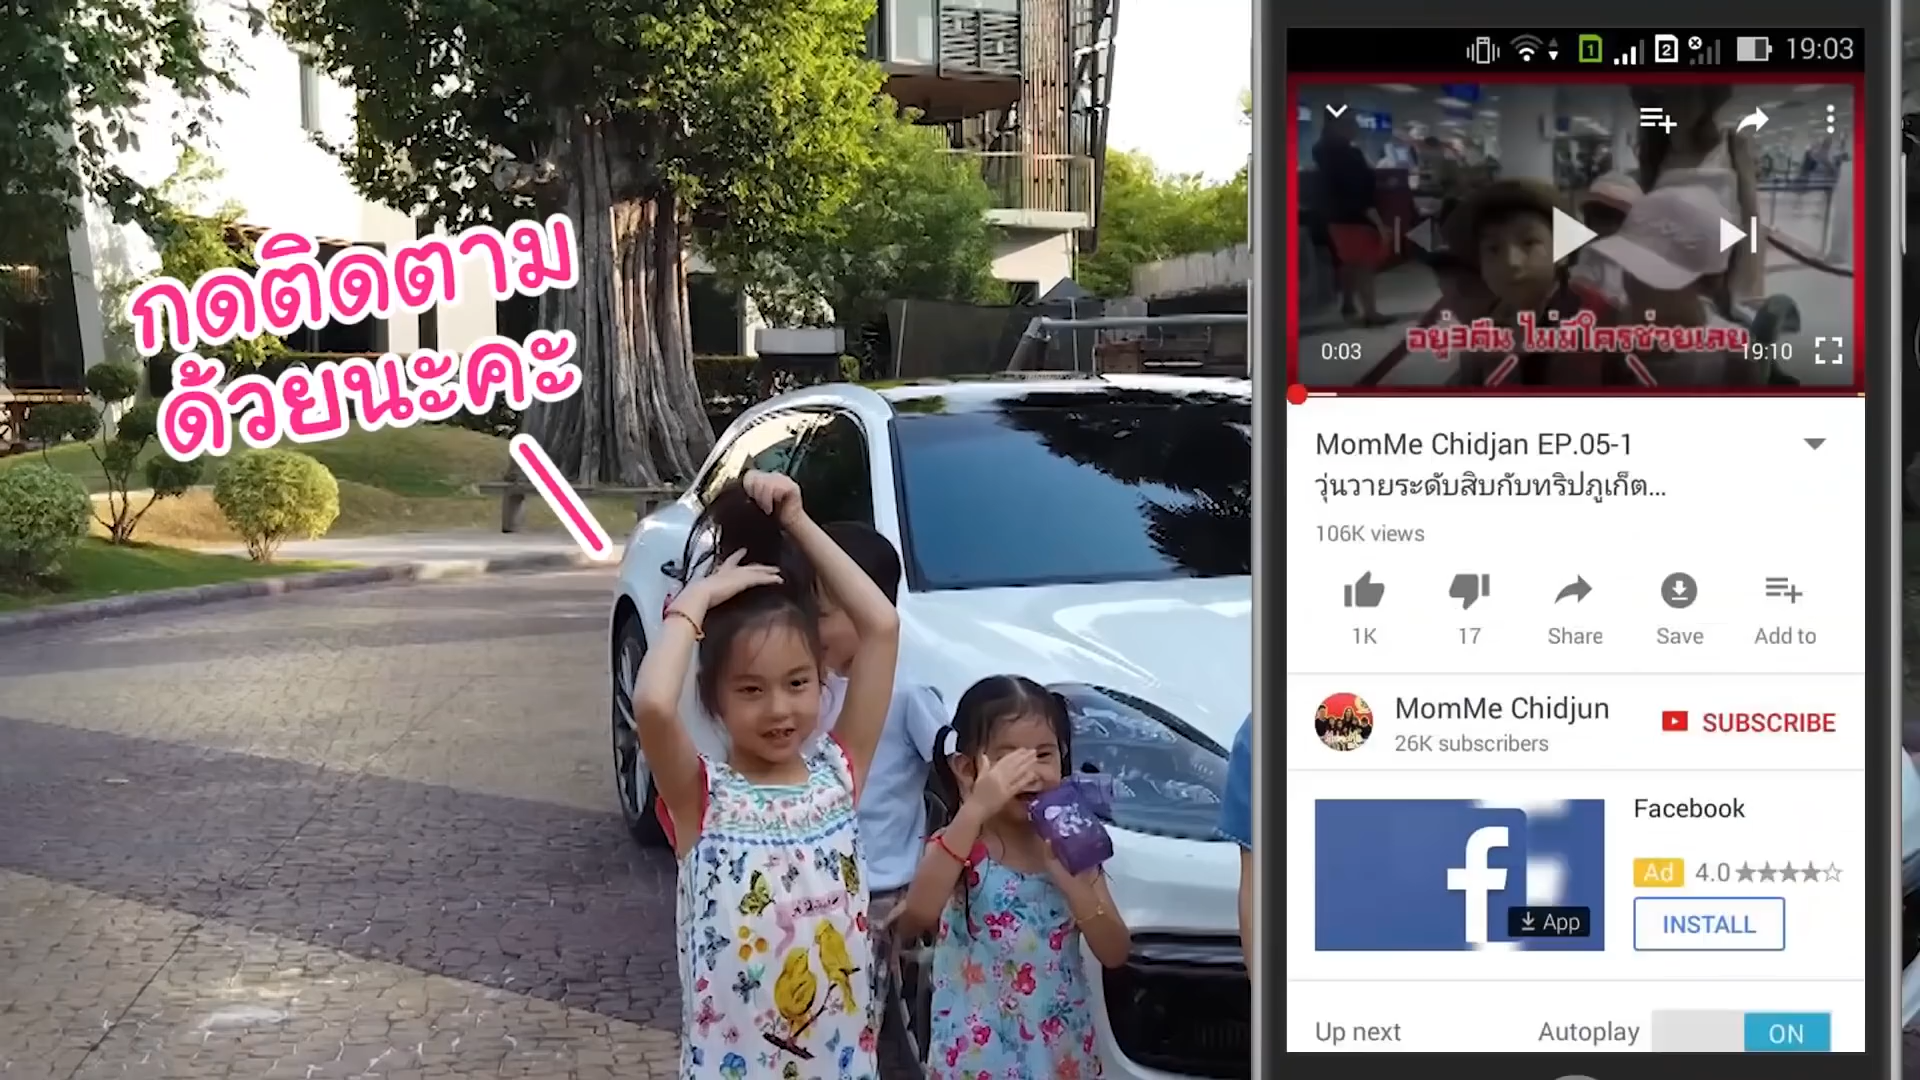 กดติดตาม
ด้วยนะคะ
1 2 19:03
อยู่3คืน ไม่มีใครช่วยเลย
0:03 19:10
MomMe Chidjan EP.05-1
วุ่นวายระดับสิบกับทริปภูเก็ต...
106K views
1K 17 Share Save Add to
MomMe Chidjun
SUBSCRIBE
26K subscribers
Facebook
Ad 4.0
App
INSTALL
Up next Autoplay ON